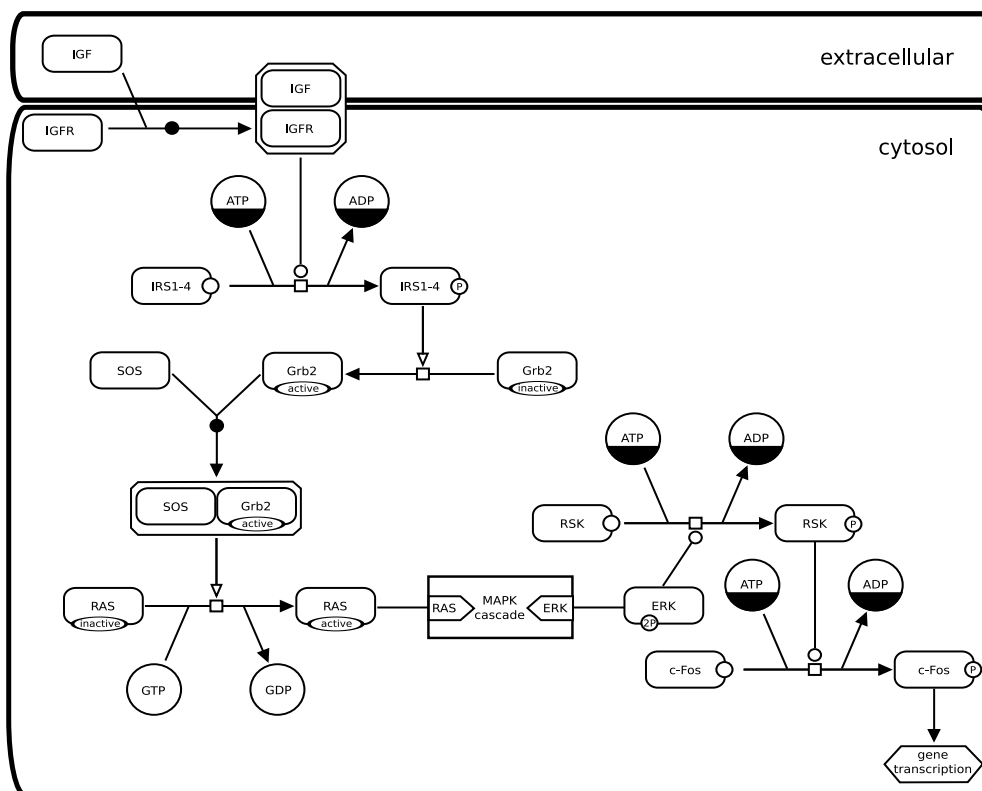 IGF
extracellular
IGF
IGFR
IGFR
cytosol
ATP
ADP
IRS1-4
IRS1-4
P
SOS
Grb2
active
Grb2
inactive
ATP
ADP
SOS
Grb2
active
RSK
RSK
P
ATP
ADP
RAS
inactive
RAS
active
RAS
MAPK
cascade
ERK
ERK
2P
GTP
GDP
c-Fos
c-Fos
P
gene
transcription